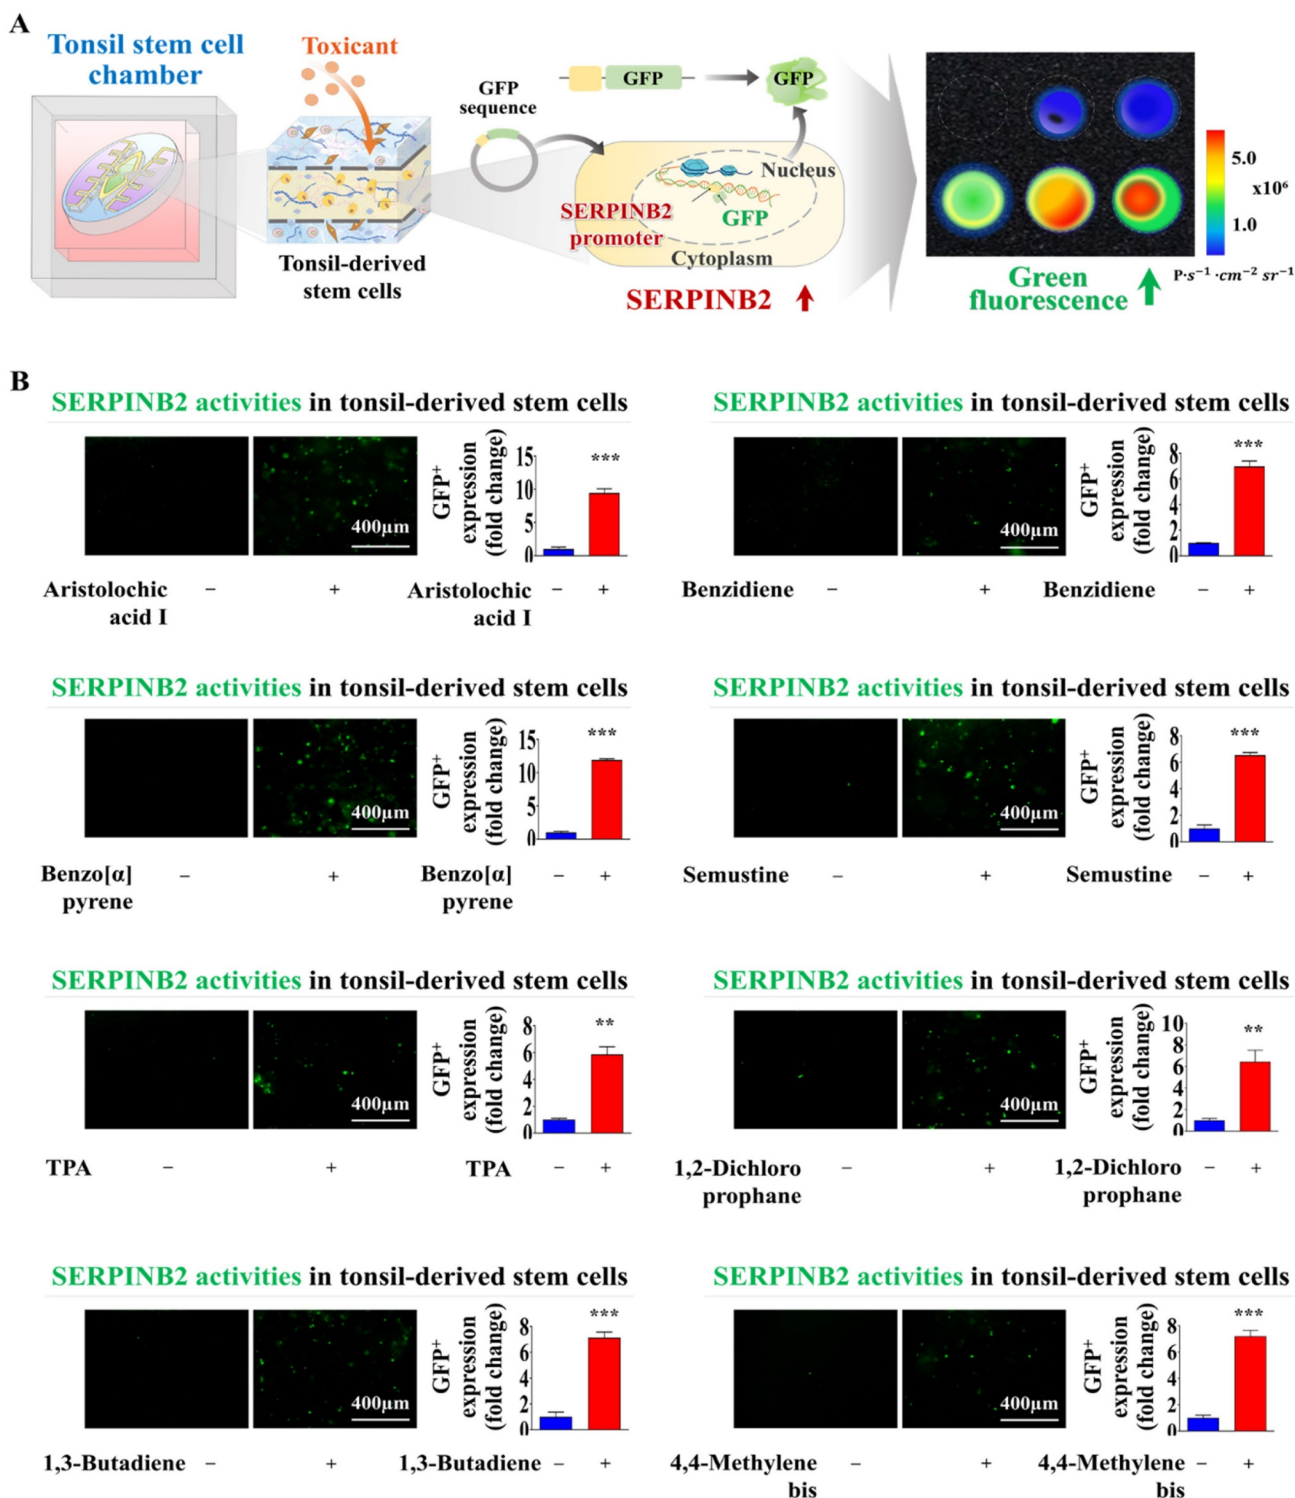 A
Tonsil stem cell
chamber
Toxicant
Tonsil-derived
stem cells
GFP
sequence
GFP
GFP
Nucleus
GFP
SERPINB2
promoter
Cytoplasm
SERPINB2
5.0
x10⁶
1.0
P·s⁻¹ ·cm⁻² sr⁻¹
Green
fluorescence
B
SERPINB2 activities in tonsil-derived stem cells
400µm
GFP⁺
expression
(fold change)
15
10
5
0
***
Aristolochic
acid I
−
+
Aristolochic
acid I
−
+
SERPINB2 activities in tonsil-derived stem cells
400µm
GFP⁺
expression
(fold change)
8
6
4
2
0
***
Benzidiene
−
+
Benzidiene
−
+
SERPINB2 activities in tonsil-derived stem cells
400µm
GFP⁺
expression
(fold change)
15
10
5
0
***
Benzo[α]
pyrene
−
+
Benzo[α]
pyrene
−
+
SERPINB2 activities in tonsil-derived stem cells
400µm
GFP⁺
expression
(fold change)
8
6
4
2
0
***
Semustine
−
+
Semustine
−
+
SERPINB2 activities in tonsil-derived stem cells
400µm
GFP⁺
expression
(fold change)
8
6
4
2
0
**
TPA
−
+
TPA
−
+
SERPINB2 activities in tonsil-derived stem cells
400µm
GFP⁺
expression
(fold change)
10
8
6
4
2
0
**
1,2-Dichloro
prophane
−
+
1,2-Dichloro
prophane
−
+
SERPINB2 activities in tonsil-derived stem cells
400µm
GFP⁺
expression
(fold change)
8
6
4
2
0
***
1,3-Butadiene
−
+
1,3-Butadiene
−
+
SERPINB2 activities in tonsil-derived stem cells
400µm
GFP⁺
expression
(fold change)
8
6
4
2
0
***
4,4-Methylene
bis
−
+
4,4-Methylene
bis
−
+